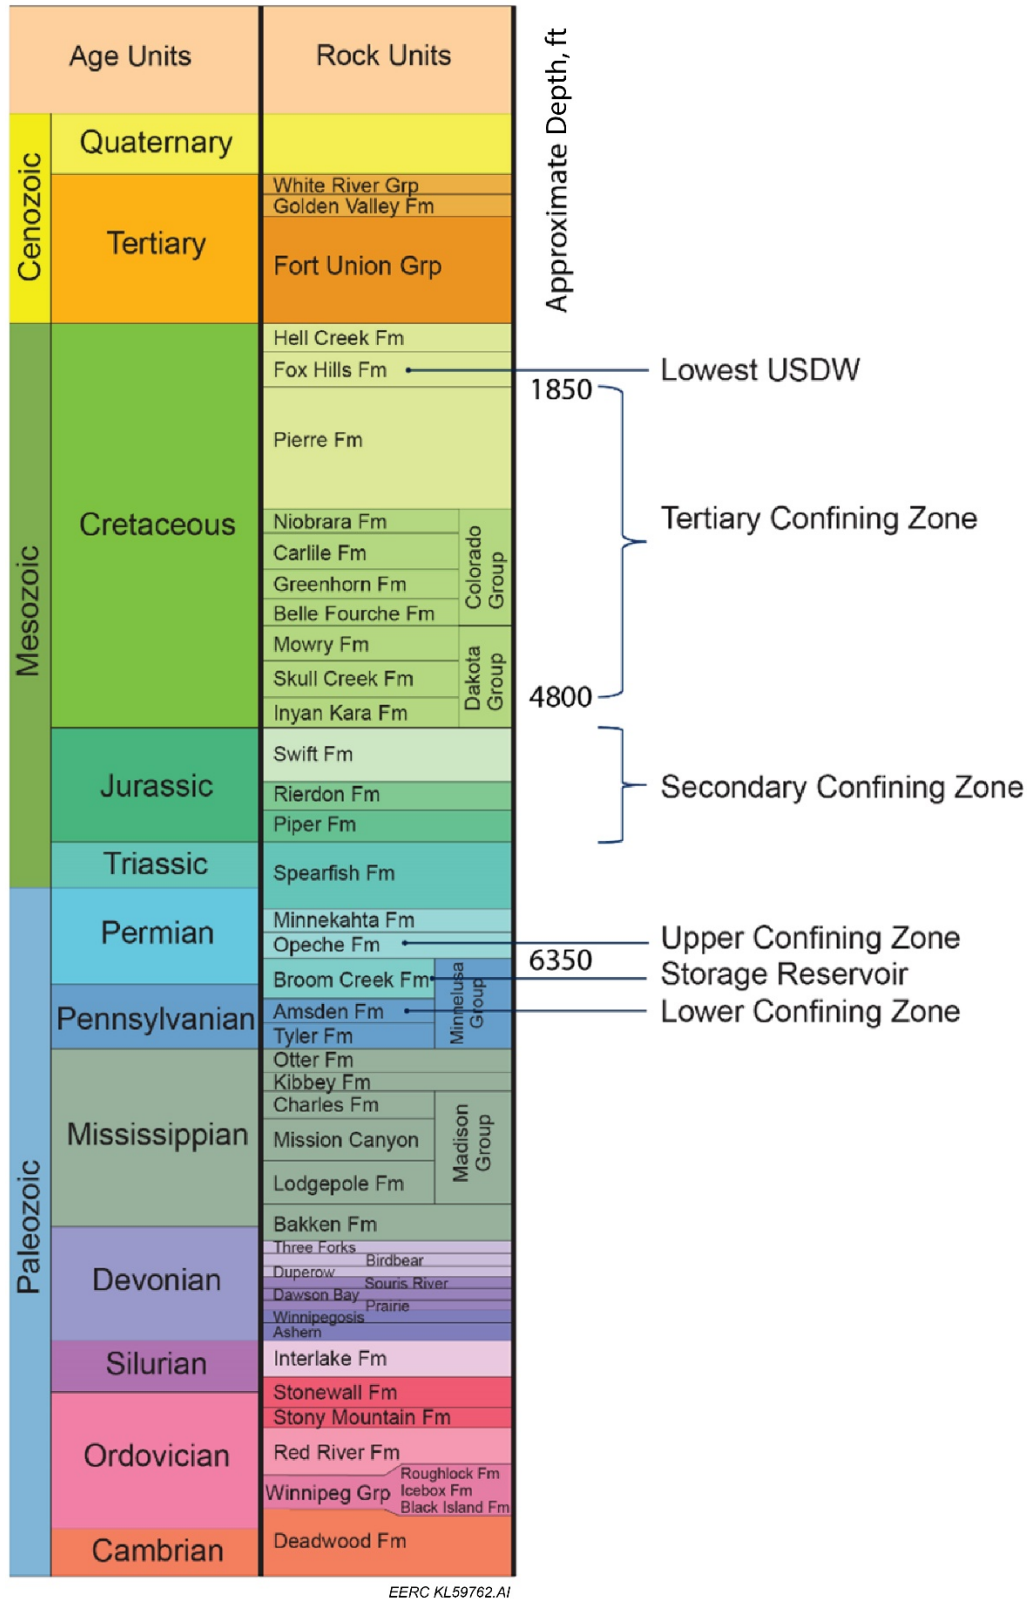 Age Units
Rock Units
Approximate Depth, ft
Cenozoic
Quaternary
Tertiary
White River Grp
Golden Valley Fm
Fort Union Grp
Mesozoic
Cretaceous
Hell Creek Fm
Fox Hills Fm
Lowest USDW
1850
Pierre Fm
Tertiary Confining Zone
Niobrara Fm
Carlile Fm
Greenhorn Fm
Belle Fourche Fm
Colorado
Group
Mowry Fm
Skull Creek Fm
Inyan Kara Fm
Dakota
Group
4800
Jurassic
Swift Fm
Rierdon Fm
Piper Fm
Secondary Confining Zone
Triassic
Spearfish Fm
Paleozoic
Permian
Minnekahta Fm
Opeche Fm
Upper Confining Zone
6350
Broom Creek Fm
Storage Reservoir
Pennsylvanian
Amsden Fm
Lower Confining Zone
Tyler Fm
Minnelusa
Group
Mississippian
Otter Fm
Kibbey Fm
Charles Fm
Mission Canyon
Lodgepole Fm
Madison
Group
Bakken Fm
Devonian
Three Forks
Birdbear
Duperow
Souris River
Dawson Bay
Prairie
Winnipegosis
Ashern
Silurian
Interlake Fm
Ordovician
Stonewall Fm
Stony Mountain Fm
Red River Fm
Winnipeg Grp
Roughlock Fm
Icebox Fm
Black Island Fm
Cambrian
Deadwood Fm
EERC KL59762.AI